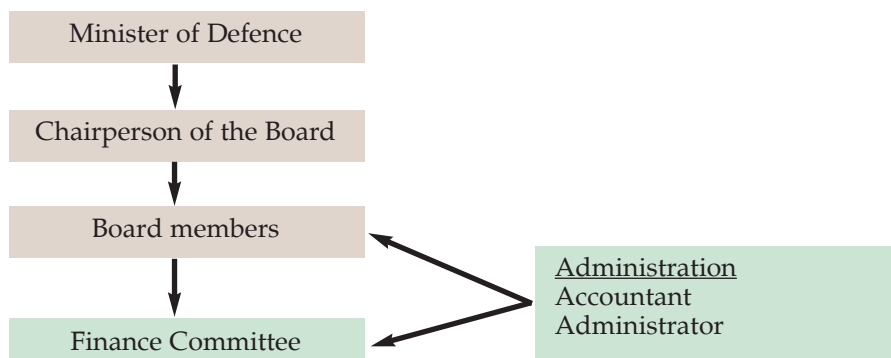 Minister of Defence
Chairperson of the Board
Board members
Administration
Accountant
Administrator
Finance Committee